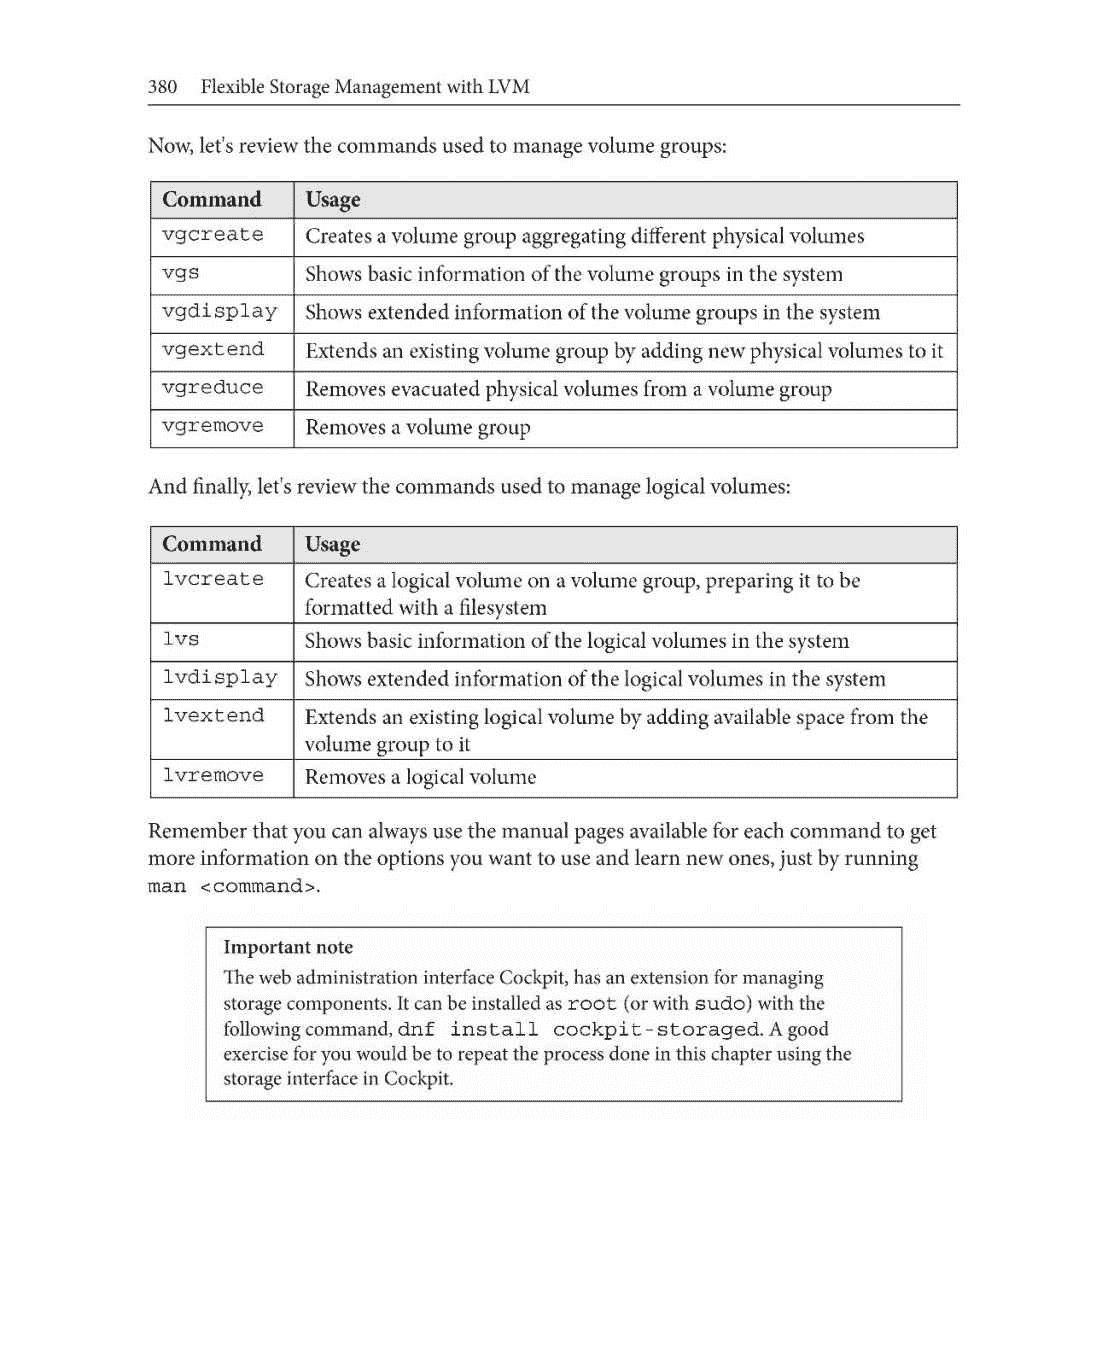 380 Flexible Storage Management with LVM
Now, let's review the commands used to manage volume groups:
Command Usage
vgcreate Creates a volume group aggregating different physical volumes
vgs Shows basic information of the volume groups in the system
vgdisplay Shows extended information of the volume groups in the system
vgextend Extends an existing volume group by adding new physical volumes to it
vgreduce Removes evacuated physical volumes from a volume group
vgremove Removes a volume group
And finally, let's review the commands used to manage logical volumes:
Command Usage
lvcreate Creates a logical volume on a volume group, preparing it to be
formatted with a filesystem
lvs Shows basic information of the logical volumes in the system
lvdisplay Shows extended information of the logical volumes in the system
lvextend Extends an existing logical volume by adding available space from the
volume group to it
lvremove Removes a logical volume
Remember that you can always use the manual pages available for each command to get
more information on the options you want to use and learn new ones, just by running
man <command>.
Important note
The web administration interface Cockpit, has an extension for managing
storage components. It can be installed as root (or with sudo) with the
following command, dnf install cockpit-storaged. A good
exercise for you would be to repeat the process done in this chapter using the
storage interface in Cockpit.